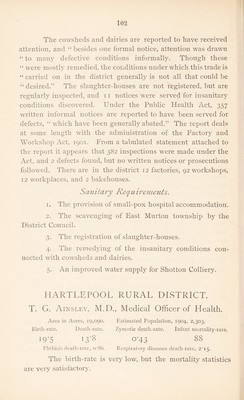 102
The cowsheds and dairies are reported to have received
attention, and "besides one formal notice, attention was drawn
"to many defective conditions informally. Though these
"were mostly remedied, the conditions under which this trade is
"carried on in the district generally is not all that could be
"desired." The slaughter-houses are not registered, but are
regularly inspected, and 11 notices were served for insanitary
conditions discovered. Under the Public Health Act, 357
written informal notices are reported to have been served for
defects, "which have been generally abated." The report deals
at some length with the administration of the Factory and
Workshop Act, 1901. From a tabulated statement attached to
the report it appears that 382 inspections were made under the
Act, and 2 defects found, but no written notices or prosecutions
followed. There are in the district 12 factories, 92 workshops,
12 workplaces, and 2 bakehouses.
Sanitary Requirements.
1. The provision of small-pox hospital accommodation.
2. The scavenging of East Murton township by the
District Council.
3. The registration of slaughter-houses.
4. The remedying of the insanitary conditions con-
nected with cowsheds and dairies.
5. An improved water supply for Shotton Colliery.
HARTLEPOOL RURAL DISTRICT.
T. G. AINSLEY, M.D., Medical Officer of Health.
Area in Acres, 19,090. Estimated Population, 1904, 2,303.
Birth-rate. Death-rate. Zymotic death-rate. Infant mortality-rate.
19·5 13·8 0·43 88
Phthisis death-rate, 0·86. Respiratory diseases death-rate, 2·15.
The birth-rate is very low, but the mortality statistics
are very satisfactory.